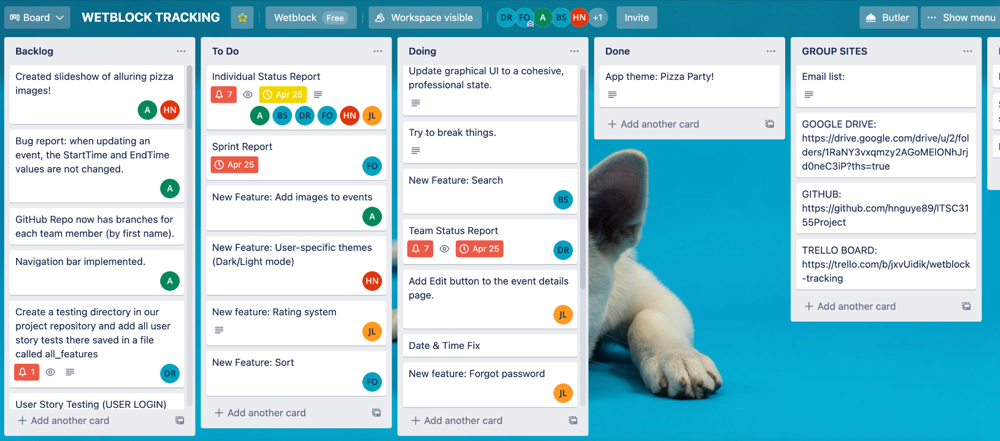 Board
WETBLOCK TRACKING
Wetblock Free
Workspace visible
DR FO A BS HN +1
Invite
Butler
Show menu
Backlog
Created slideshow of alluring pizza
images!
A HN
Bug report: when updating an
event, the StartTime and EndTime
values are not changed.
A
GitHub Repo now has branches for
each team member (by first name).
Navigation bar implemented.
A
Create a testing directory in our
project repository and add all user
story tests there saved in a file
called all_features
1
DR
User Story Testing (USER LOGIN)
+ Add another card
To Do
Individual Status Report
7 Apr 25
A BS DR FO HN JL
Sprint Report
Apr 25
FO
New Feature: Add images to events
A
New Feature: User-specific themes
(Dark/Light mode)
HN
New feature: Rating system
JL
New Feature: Sort
FO
+ Add another card
Doing
Update graphical UI to a cohesive,
professional state.
Try to break things.
New Feature: Search
BS
Team Status Report
7 Apr 25
DR
Add Edit button to the event details
page.
JL
Date & Time Fix
New feature: Forgot password
JL
+ Add another card
Done
App theme: Pizza Party!
+ Add another card
GROUP SITES
Email list:
GOOGLE DRIVE:
https://drive.google.com/drive/u/2/fol
ders/1RaNY3vxqmzy2AGoMElONhJrj
d0neC3iP?ths=true
GITHUB:
https://github.com/hnguye89/ITSC31
55Project
TRELLO BOARD:
https://trello.com/b/jxvUidik/wetblock
-tracking
+ Add another card